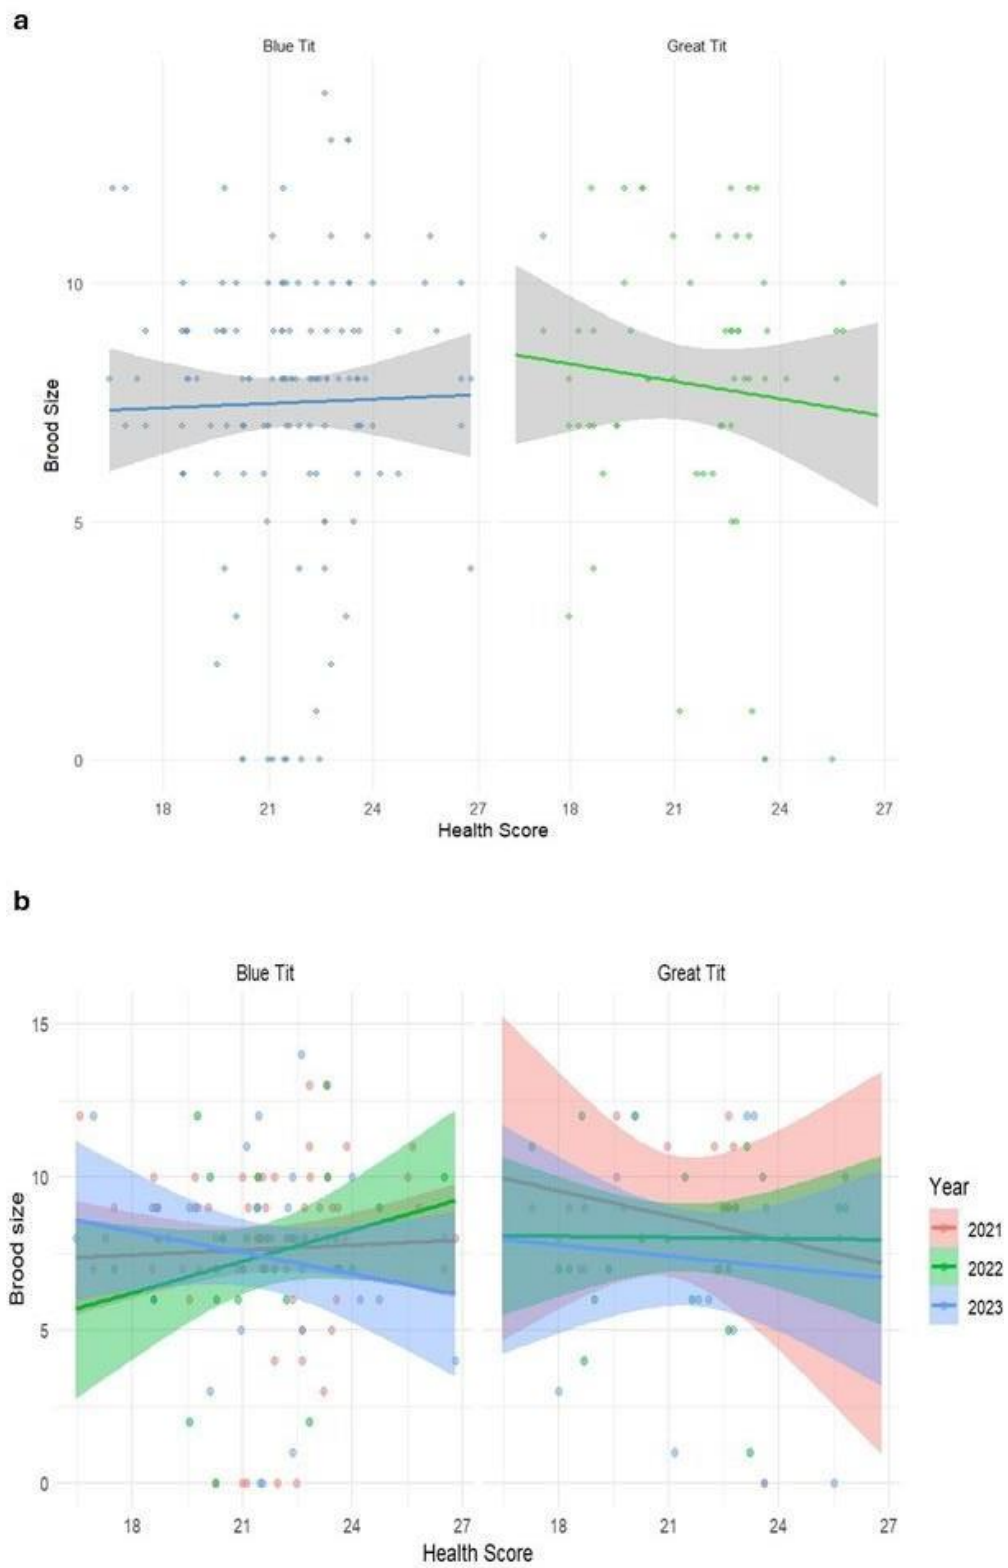 a
Blue Tit Great Tit
10
5
0
Brood Size
18 21 24 27 18 21 24 27
Health Score
b
Blue Tit Great Tit
15
10
5
0
Brood size
18 21 24 27 18 21 24 27
Health Score
Year
2021
2022
2023